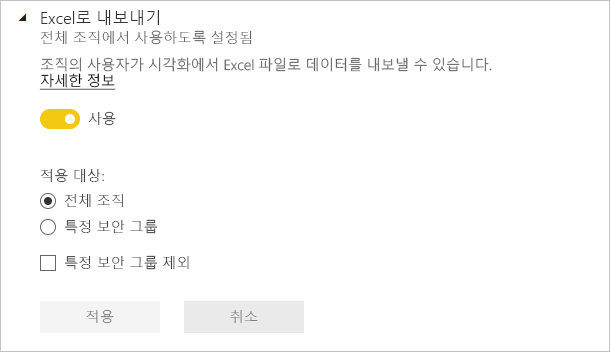 Excel로 내보내기
전체 조직에서 사용하도록 설정됨
조직의 사용자가 시각화에서 Excel 파일로 데이터를 내보낼 수 있습니다.
자세한 정보
사용
적용 대상:
전체 조직
특정 보안 그룹
특정 보안 그룹 제외
적용 취소